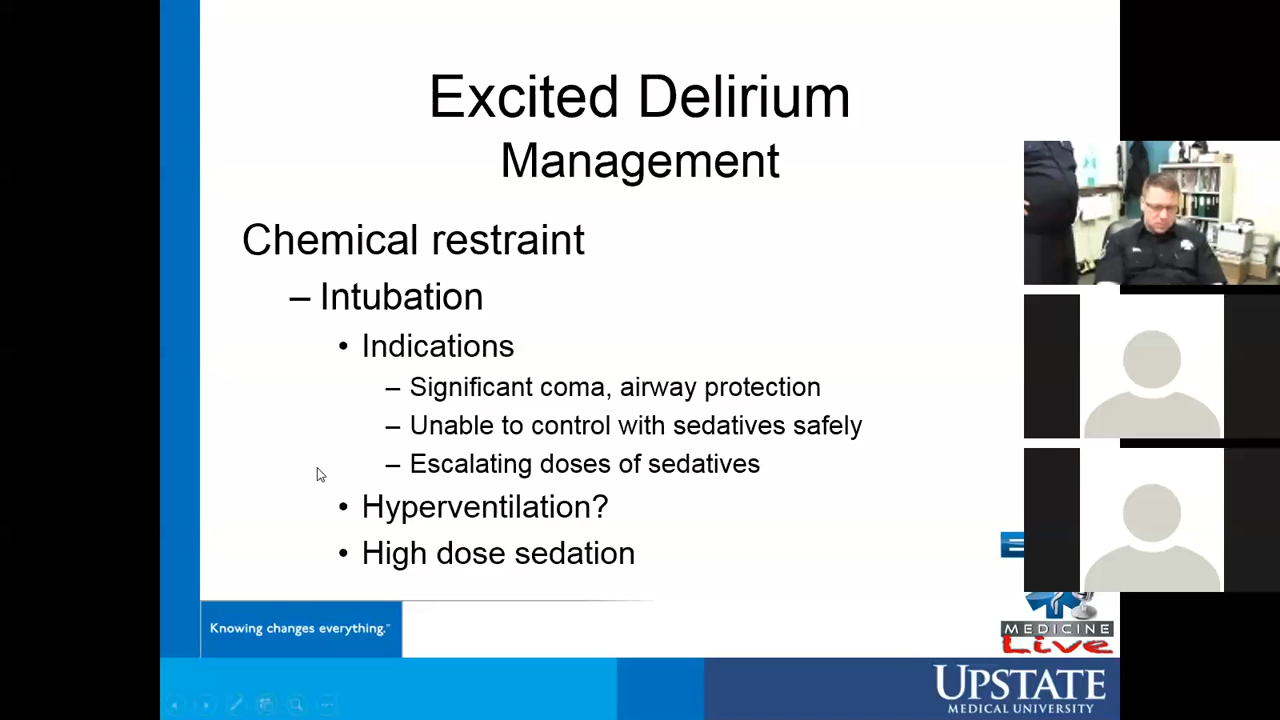 Excited Delirium
Management
Chemical restraint
– Intubation
• Indications
– Significant coma, airway protection
– Unable to control with sedatives safely
– Escalating doses of sedatives
• Hyperventilation?
• High dose sedation
Knowing changes everything.™
E
MEDICINE
Live
UPSTATE
MEDICAL UNIVERSITY